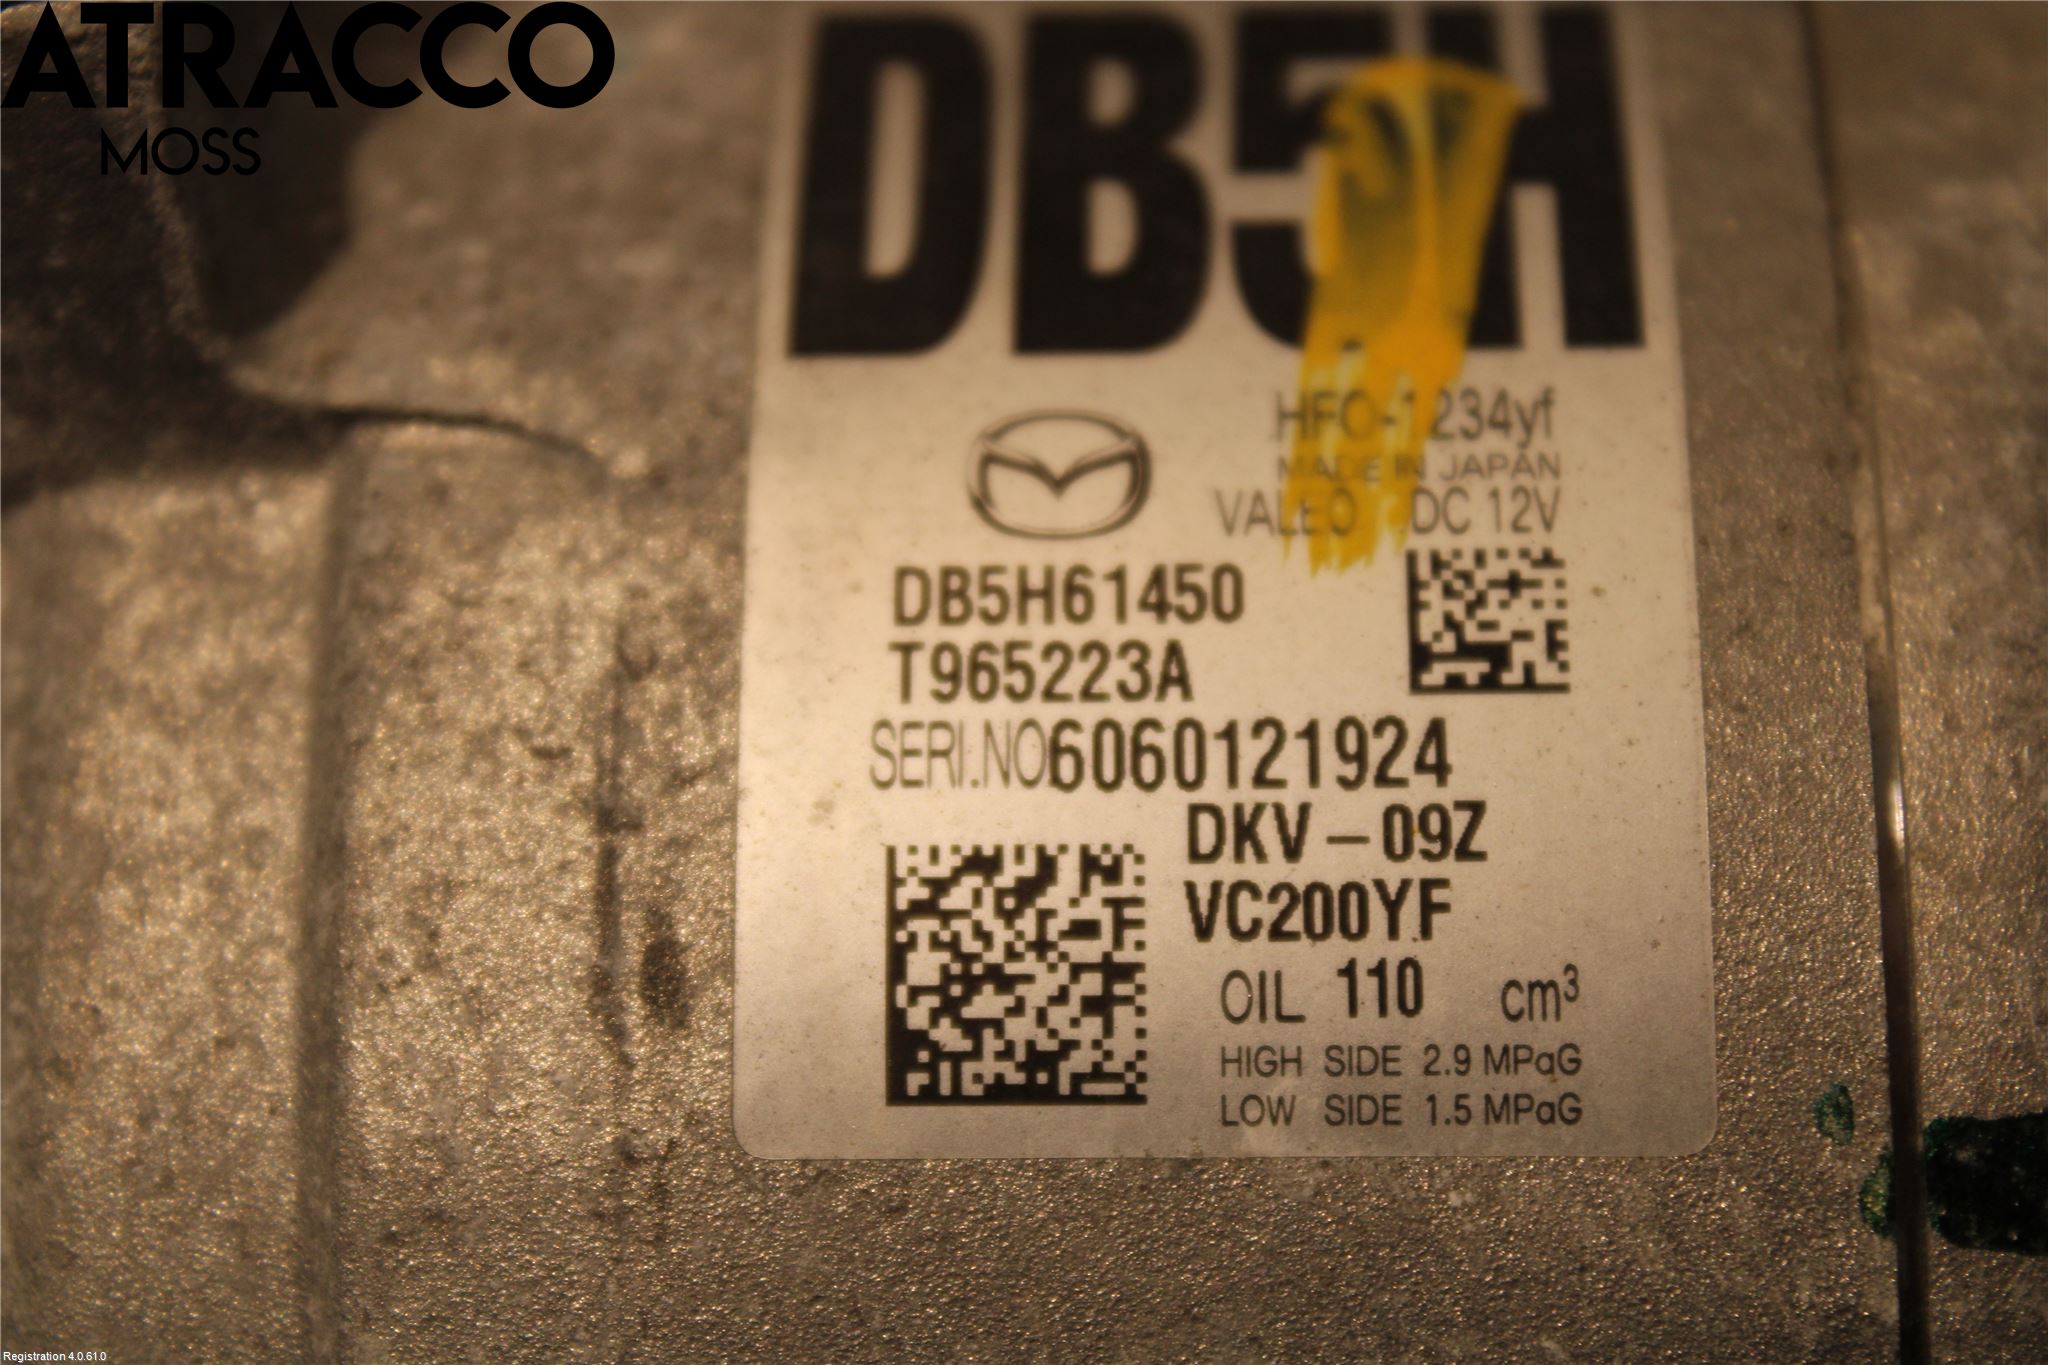 ATRACCO
MOSS
DB5H
HFO-1234yf
MADE IN JAPAN
VALEO DC 12V
DB5H61450
T965223A
SERI.NO6060121924
DKV-09Z
VC200YF
OIL 110 cm³
HIGH SIDE 2.9 MPaG
LOW SIDE 1.5 MPaG
Registration 4.0.61.0